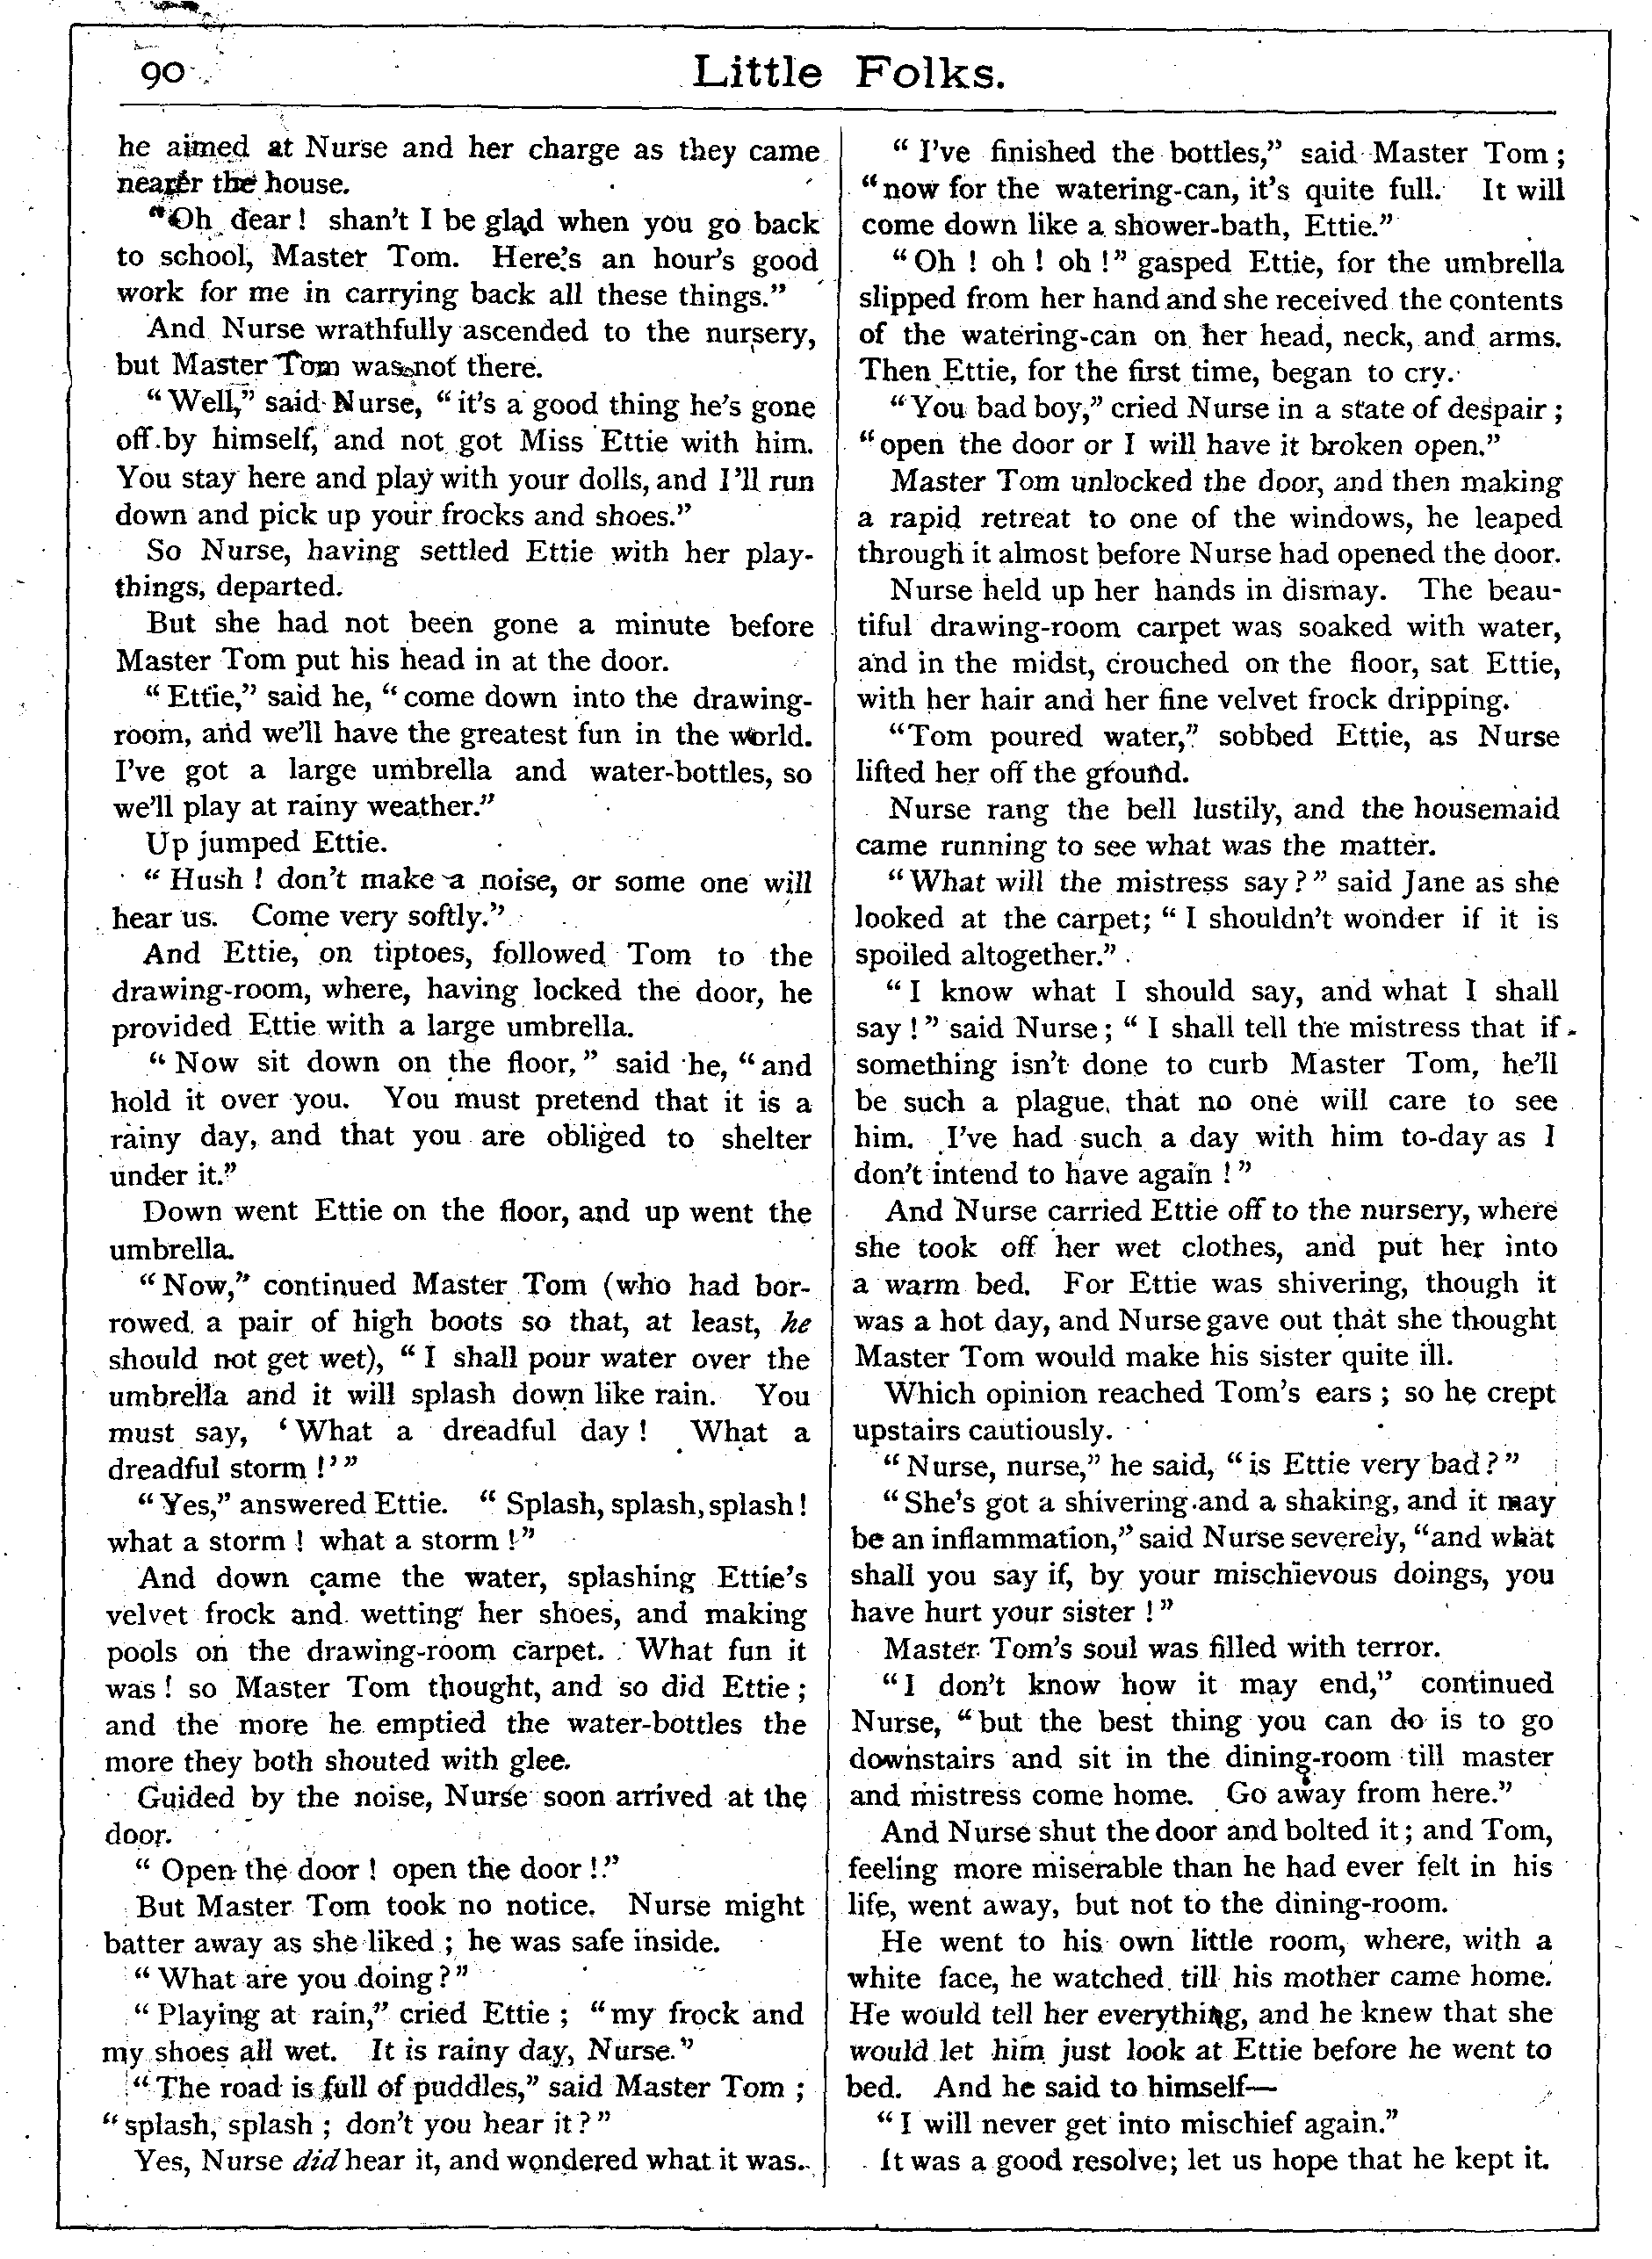 90
Little Folks.
he aimed at Nurse and her charge as they came
nearer the house.
"Oh dear! shan't I be glad when you go back
to school, Master Tom. Here's an hour's good
work for me in carrying back all these things."
And Nurse wrathfully ascended to the nursery,
but Master Tom was not there.
"Well," said Nurse, "it's a good thing he's gone
off by himself, and not got Miss Ettie with him.
You stay here and play with your dolls, and I'll run
down and pick up your frocks and shoes."
So Nurse, having settled Ettie with her play-
things, departed.
But she had not been gone a minute before
Master Tom put his head in at the door.
"Ettie," said he, "come down into the drawing-
room, and we'll have the greatest fun in the world.
I've got a large umbrella and water-bottles, so
we'll play at rainy weather."
Up jumped Ettie.
"Hush! don't make a noise, or some one will
hear us. Come very softly."
And Ettie, on tiptoes, followed Tom to the
drawing-room, where, having locked the door, he
provided Ettie with a large umbrella.
"Now sit down on the floor," said he, "and
hold it over you. You must pretend that it is a
rainy day, and that you are obliged to shelter
under it."
Down went Ettie on the floor, and up went the
umbrella.
"Now," continued Master Tom (who had bor-
rowed a pair of high boots so that, at least, he
should not get wet), "I shall pour water over the
umbrella and it will splash down like rain. You
must say, 'What a dreadful day! What a
dreadful storm!'"
"Yes," answered Ettie. "Splash, splash, splash!
what a storm! what a storm!"
And down came the water, splashing Ettie's
velvet frock and wetting her shoes, and making
pools on the drawing-room carpet. What fun it
was! so Master Tom thought, and so did Ettie;
and the more he emptied the water-bottles the
more they both shouted with glee.
Guided by the noise, Nurse soon arrived at the
door.
"Open the door! open the door!"
But Master Tom took no notice. Nurse might
batter away as she liked; he was safe inside.
"What are you doing?"
"Playing at rain," cried Ettie; "my frock and
my shoes all wet. It is rainy day, Nurse."
"The road is full of puddles," said Master Tom;
"splash, splash; don't you hear it?"
Yes, Nurse did hear it, and wondered what it was.
"I've finished the bottles," said Master Tom;
"now for the watering-can, it's quite full. It will
come down like a shower-bath, Ettie."
"Oh! oh! oh!" gasped Ettie, for the umbrella
slipped from her hand and she received the contents
of the watering-can on her head, neck, and arms.
Then Ettie, for the first time, began to cry.
"You bad boy," cried Nurse in a state of despair;
"open the door or I will have it broken open."
Master Tom unlocked the door, and then making
a rapid retreat to one of the windows, he leaped
through it almost before Nurse had opened the door.
Nurse held up her hands in dismay. The beau-
tiful drawing-room carpet was soaked with water,
and in the midst, crouched on the floor, sat Ettie,
with her hair and her fine velvet frock dripping.
"Tom poured water," sobbed Ettie, as Nurse
lifted her off the ground.
Nurse rang the bell lustily, and the housemaid
came running to see what was the matter.
"What will the mistress say?" said Jane as she
looked at the carpet; "I shouldn't wonder if it is
spoiled altogether."
"I know what I should say, and what I shall
say!" said Nurse; "I shall tell the mistress that if
something isn't done to curb Master Tom, he'll
be such a plague that no one will care to see
him. I've had such a day with him to-day as I
don't intend to have again!"
And Nurse carried Ettie off to the nursery, where
she took off her wet clothes, and put her into
a warm bed. For Ettie was shivering, though it
was a hot day, and Nurse gave out that she thought
Master Tom would make his sister quite ill.
Which opinion reached Tom's ears; so he crept
upstairs cautiously.
"Nurse, nurse," he said, "is Ettie very bad?"
"She's got a shivering and a shaking, and it may
be an inflammation," said Nurse severely, "and what
shall you say if, by your mischievous doings, you
have hurt your sister!"
Master Tom's soul was filled with terror.
"I don't know how it may end," continued
Nurse, "but the best thing you can do is to go
downstairs and sit in the dining-room till master
and mistress come home. Go away from here."
And Nurse shut the door and bolted it; and Tom,
feeling more miserable than he had ever felt in his
life, went away, but not to the dining-room.
He went to his own little room, where, with a
white face, he watched till his mother came home.
He would tell her everything, and he knew that she
would let him just look at Ettie before he went to
bed. And he said to himself—
"I will never get into mischief again."
It was a good resolve; let us hope that he kept it.